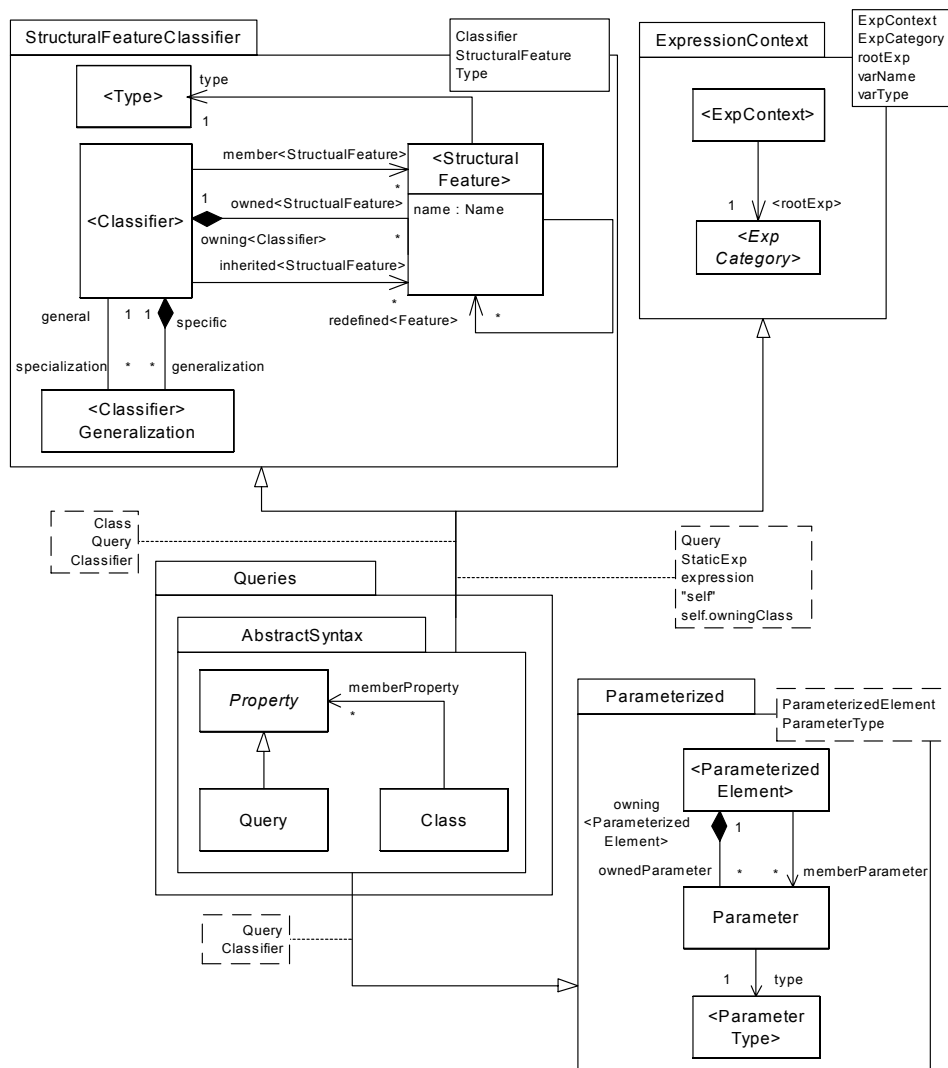 StructuralFeatureClassifier
Classifier
StructuralFeature
Type
<Type>
type
1
<Classifier>
member<StructualFeature>
*
1
owned<StructualFeature>
owning<Classifier>
*
inherited<StructualFeature>
*
<Structural
Feature>
name : Name
redefined<Feature>
*
general
1
1
specific
specialization
*
*
generalization
<Classifier>
Generalization
ExpressionContext
ExpContext
ExpCategory
rootExp
varName
varType
<ExpContext>
1
<rootExp>
<Exp
Category>
Class
Query
Classifier
Query
StaticExp
expression
"self"
self.owningClass
Queries
AbstractSyntax
Property
memberProperty
*
Query
Class
Query
Classifier
Parameterized
ParameterizedElement
ParameterType
<Parameterized
Element>
owning
<Parameterized
Element>
1
ownedParameter
*
*
memberParameter
Parameter
1
type
<Parameter
Type>